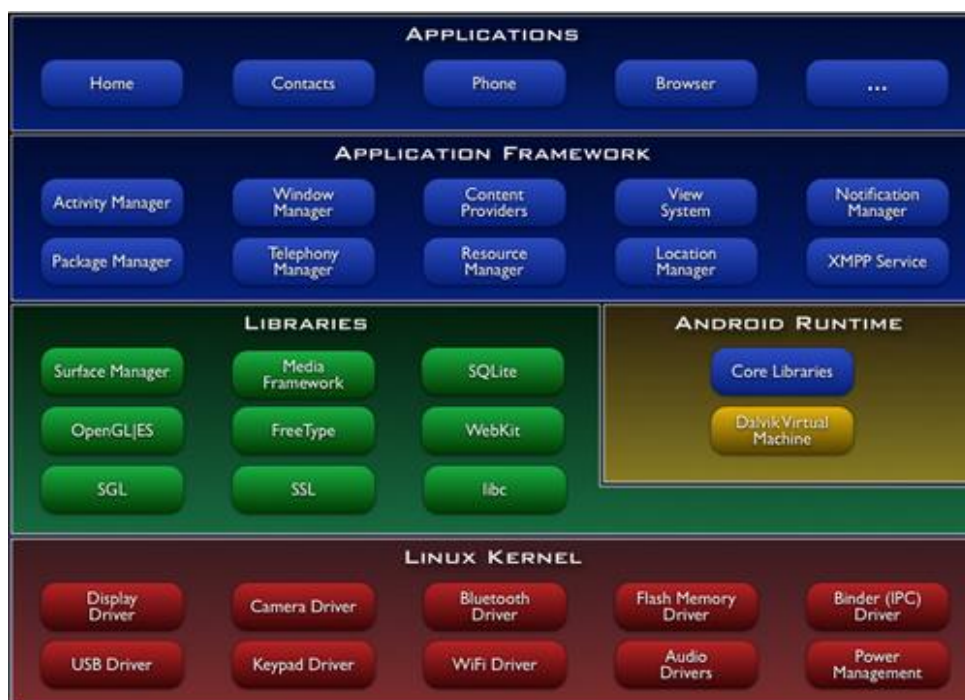 APPLICATIONS
Home
Contacts
Phone
Browser
...
APPLICATION FRAMEWORK
Activity Manager
Window
Manager
Content
Providers
View
System
Notification
Manager
Package Manager
Telephony
Manager
Resource
Manager
Location
Manager
XMPP Service
LIBRARIES
Surface Manager
Media
Framework
SQLite
OpenGL|ES
FreeType
WebKit
SGL
SSL
libc
ANDROID RUNTIME
Core Libraries
Dalvik Virtual
Machine
LINUX KERNEL
Display
Driver
Camera Driver
Bluetooth
Driver
Flash Memory
Driver
Binder (IPC)
Driver
USB Driver
Keypad Driver
WiFi Driver
Audio
Drivers
Power
Management